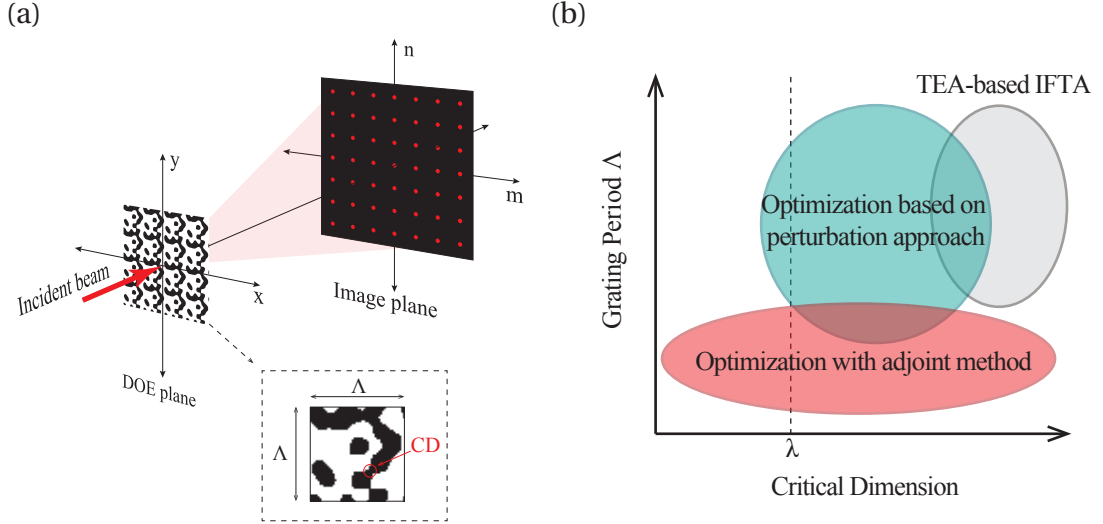 (a)
n
m
Image plane
y
x
Incident beam
DOE plane
Λ
Λ
CD
(b)
TEA-based IFTA
Grating Period Λ
Optimization based on
perturbation approach
Optimization with adjoint method
λ
Critical Dimension